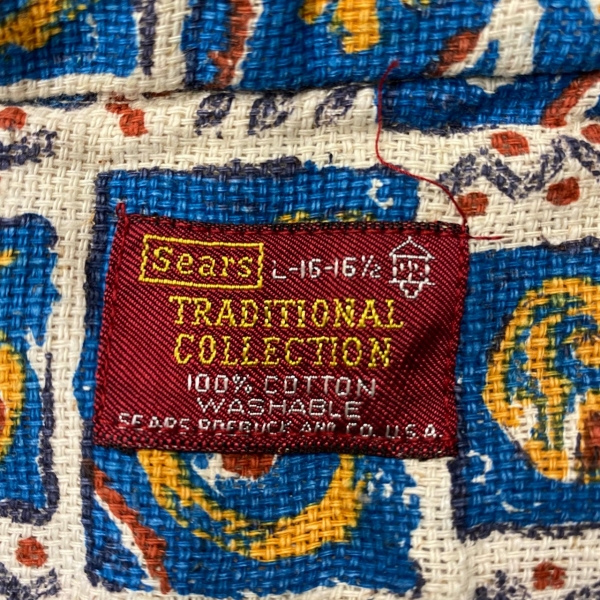 Sears L-16-16½
TRADITIONAL
COLLECTION
100% COTTON
WASHABLE
SEARS ROEBUCK AND CO. U.S.A.